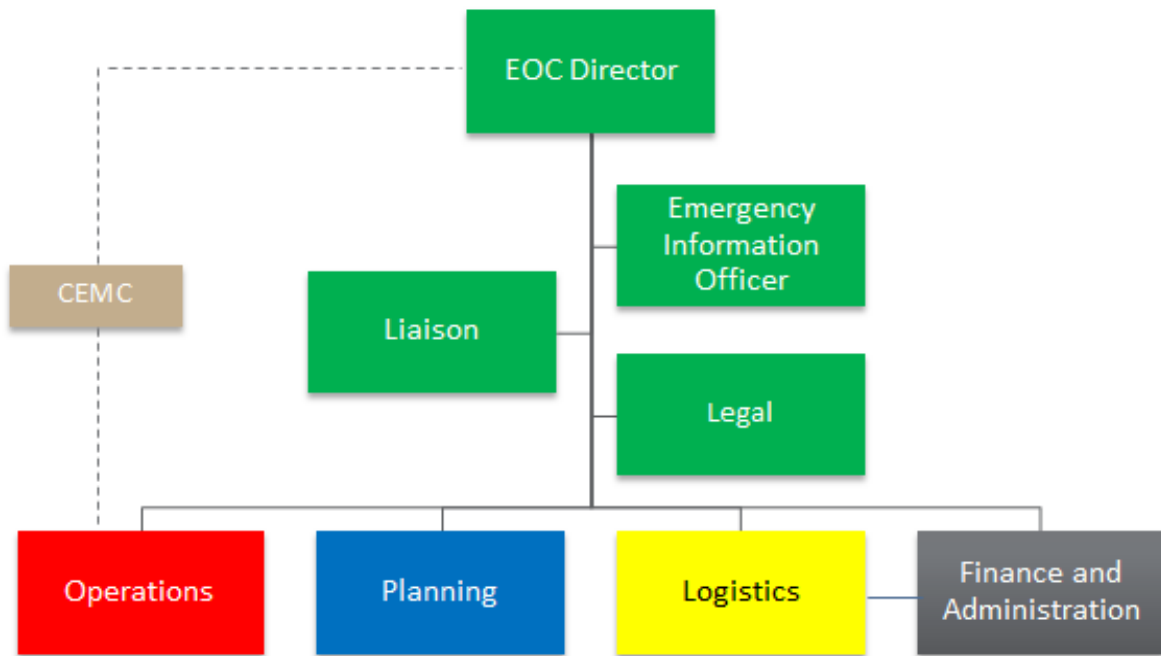 EOC Director
Emergency
Information
Officer
CEMC
Liaison
Legal
Operations
Planning
Logistics
Finance and
Administration